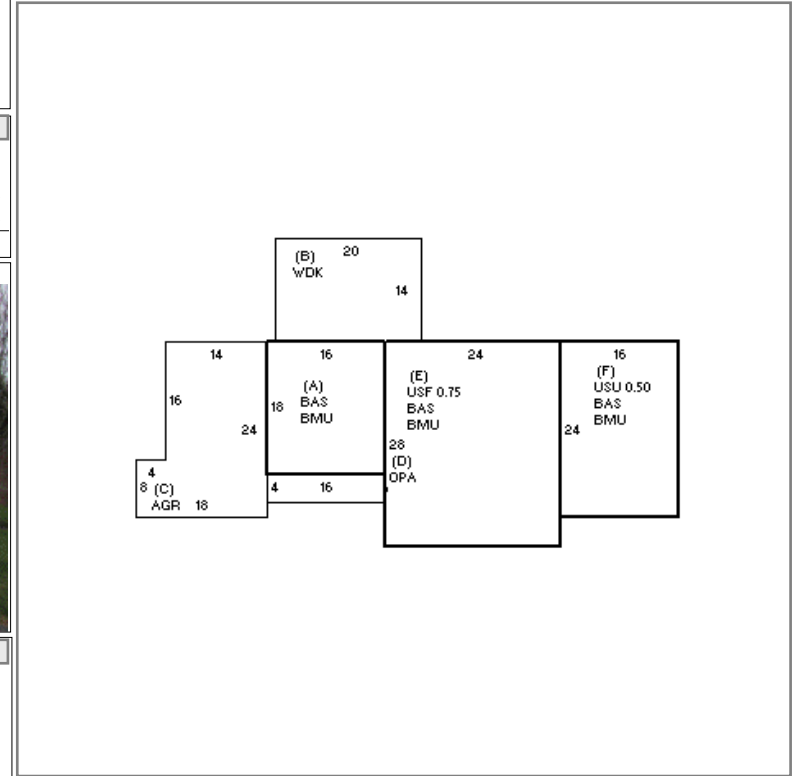 (B) 20
WDK
14
14
16
24
(C)
4
8
AGR 18
16
(A)
BAS
BMU
18
4 16
24
(E)
USF 0.75
BAS
BMU
28
(D)
OPA
16
(F)
USU 0.50
BAS
BMU
24